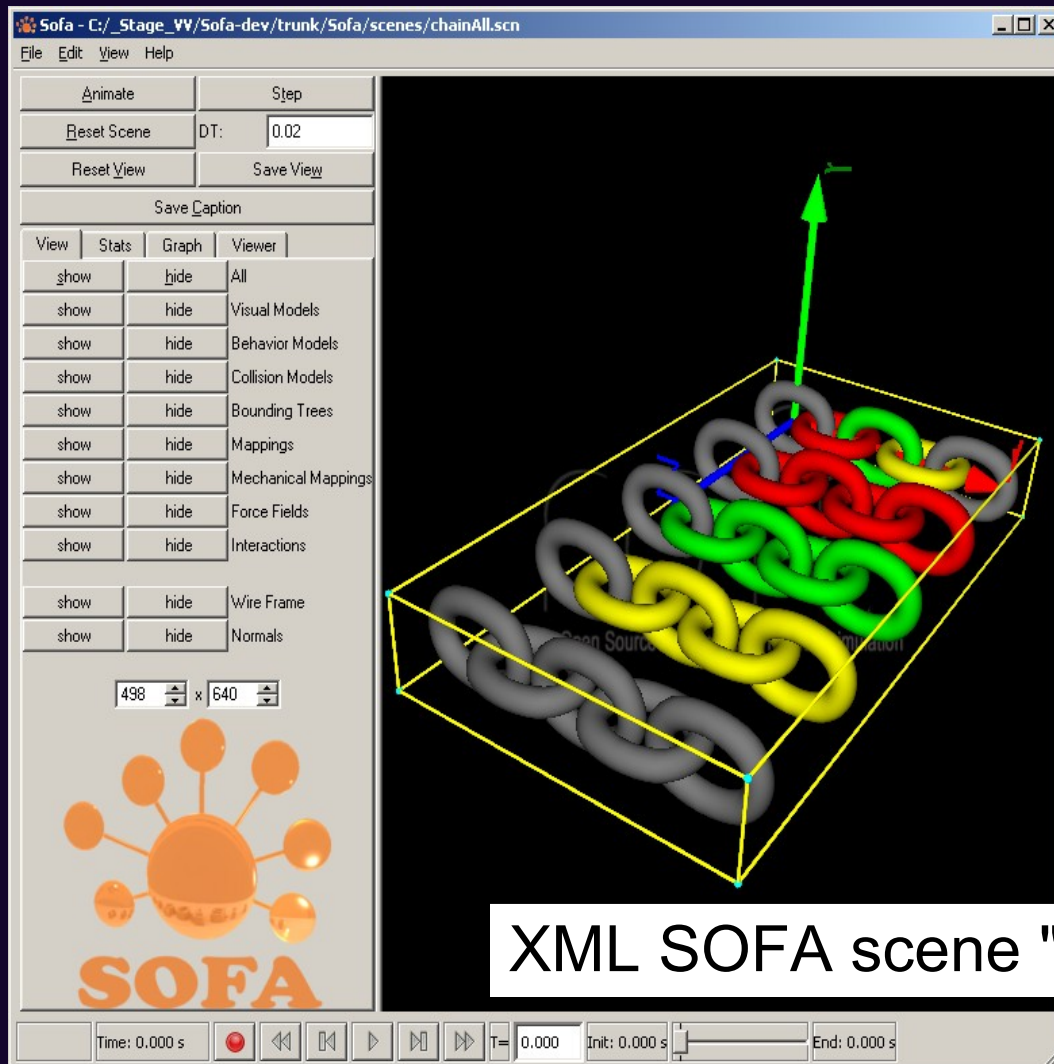 Sofa - C:/_Stage_VV/Sofa-dev/trunk/Sofa/scenes/chainAll.scn
File Edit View Help
Animate Step
Reset Scene DT: 0.02
Reset View Save View
Save Caption
View Stats Graph Viewer
show hide All
show hide Visual Models
show hide Behavior Models
show hide Collision Models
show hide Bounding Trees
show hide Mappings
show hide Mechanical Mappings
show hide Force Fields
show hide Interactions
show hide Wire Frame
show hide Normals
498 x 640
SOFA
Y
Open Source
XML SOFA scene "
Time: 0.000 s T= 0.000 Init: 0.000 s End: 0.000 s